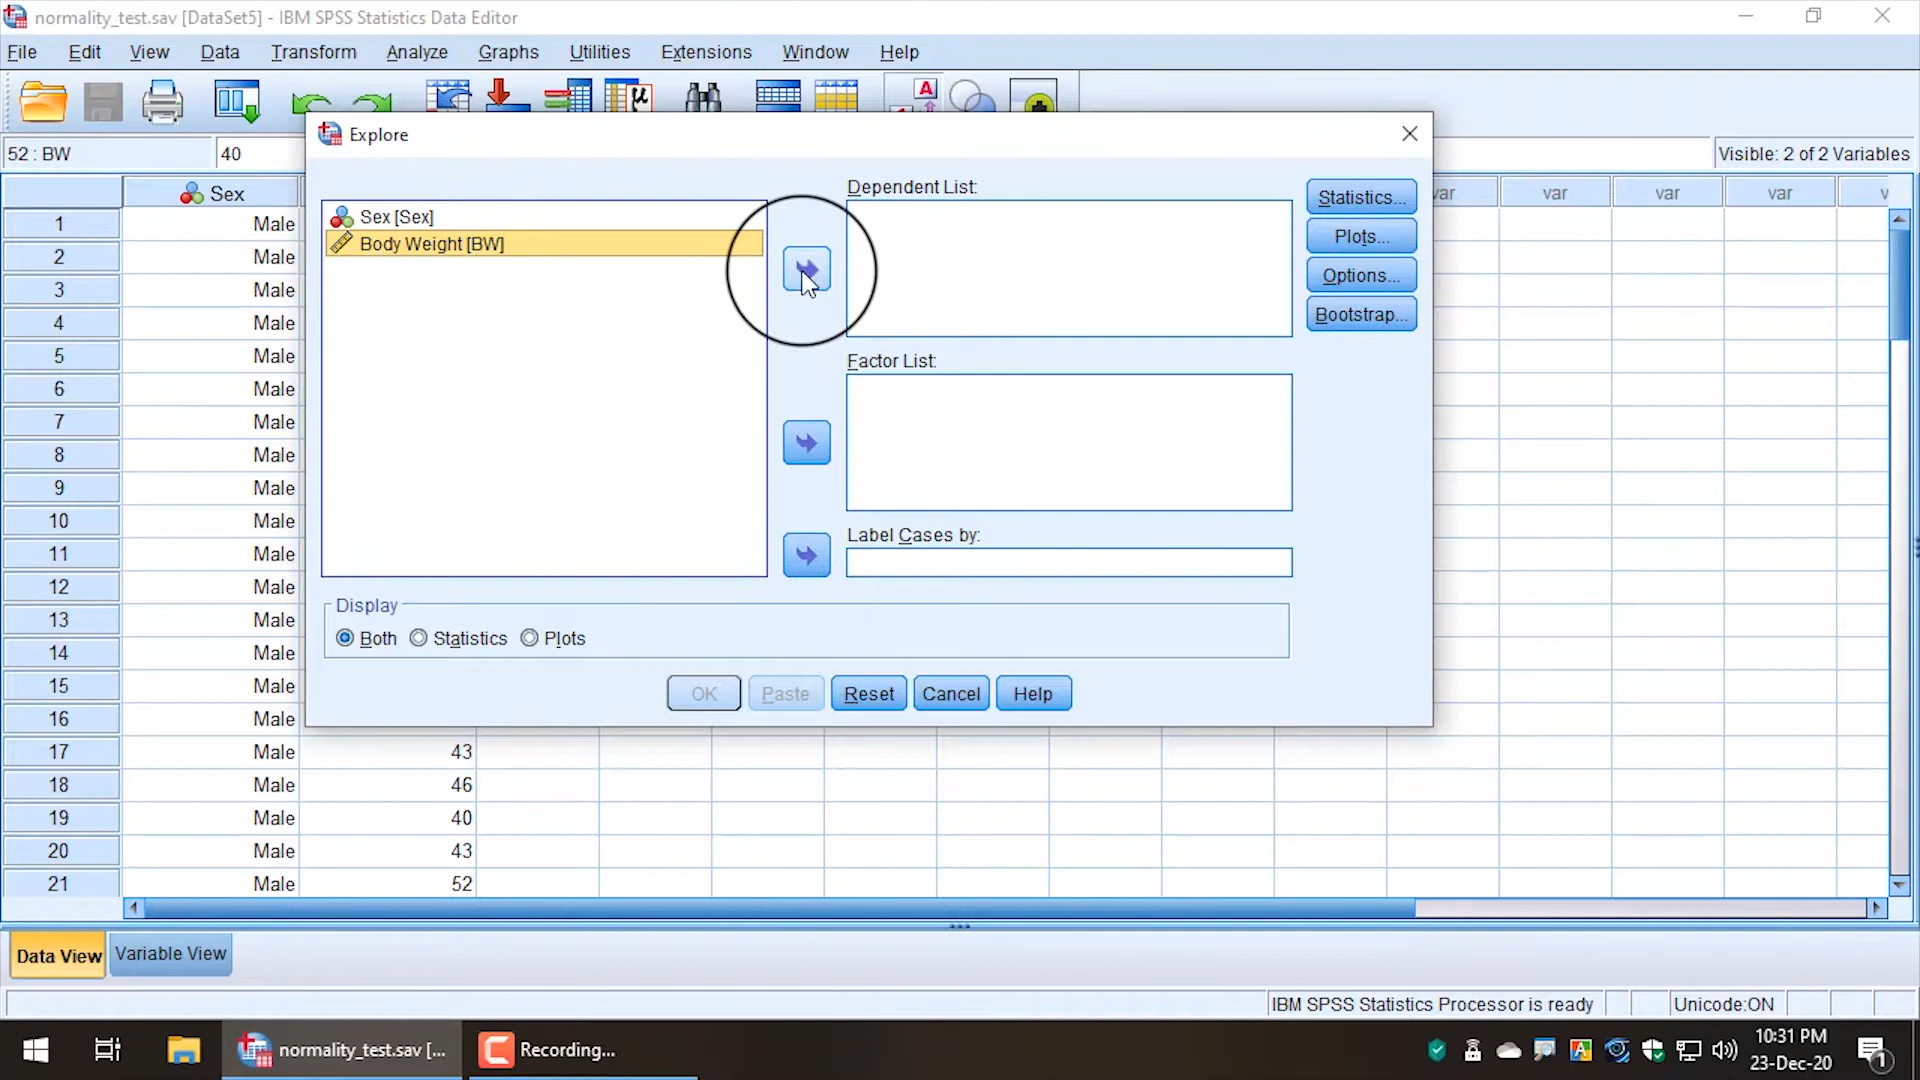 normality_test.sav [DataSet5] - IBM SPSS Statistics Data Editor
File Edit View Data Transform Analyze Graphs Utilities Extensions Window Help
A
μ
52 : BW 40 Visible: 2 of 2 Variables
Explore
Sex var var var var
Dependent List:
Sex [Sex]
Body Weight [BW]
Statistics...
Plots...
Options...
Bootstrap...
Factor List:
Label Cases by:
Display
Both Statistics Plots
OK Paste Reset Cancel Help
1 Male
2 Male
3 Male
4 Male
5 Male
6 Male
7 Male
8 Male
9 Male
10 Male
11 Male
12 Male
13 Male
14 Male
15 Male
16 Male
17 Male 43
18 Male 46
19 Male 40
20 Male 43
21 Male 52
Data View Variable View
IBM SPSS Statistics Processor is ready Unicode:ON
normality_test.sav [... Recording... A 10:31 PM
23-Dec-20 1